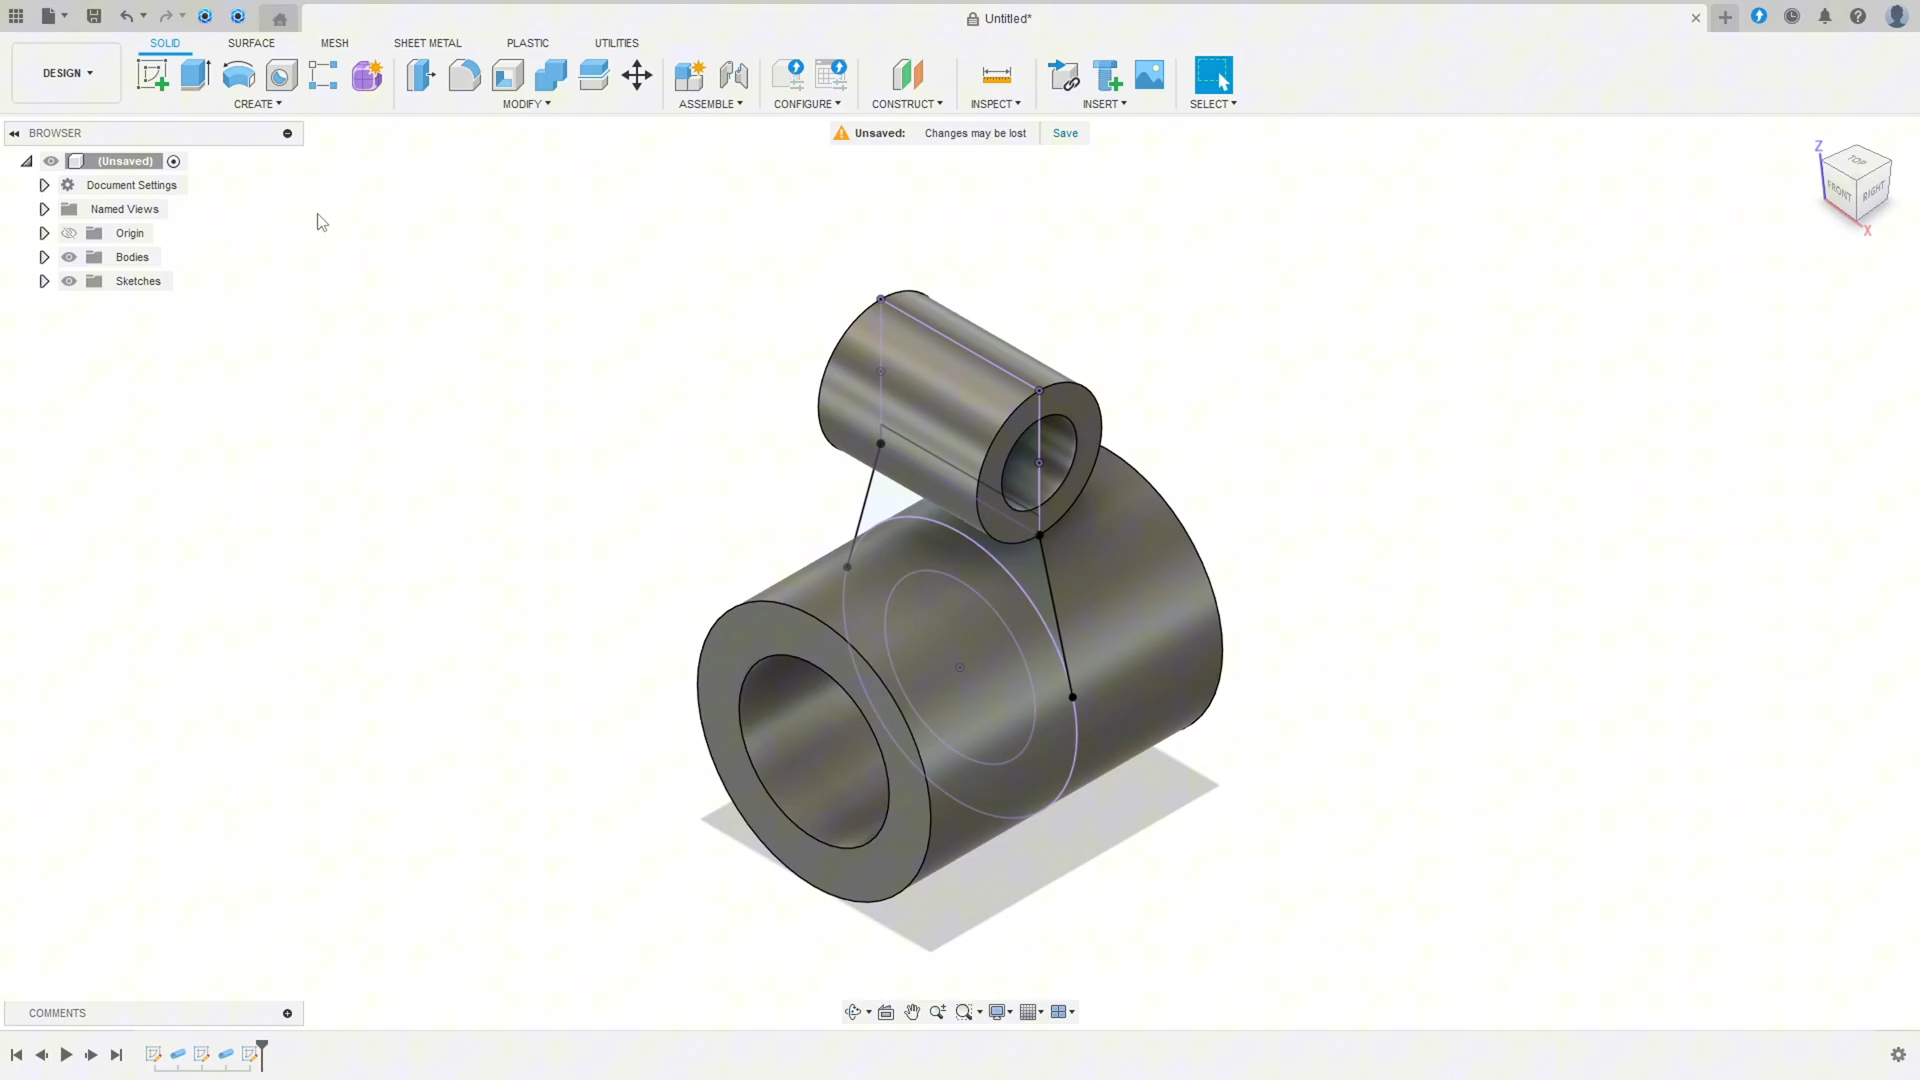 Untitled*
DESIGN
SOLID SURFACE MESH SHEET METAL PLASTIC UTILITIES
CREATE MODIFY ASSEMBLE CONFIGURE CONSTRUCT INSPECT INSERT SELECT
BROWSER
Unsaved: Changes may be lost Save
(Unsaved)
Document Settings
Named Views
Origin
Bodies
Sketches
Z
TOP
FRONT
RIGHT
X
COMMENTS